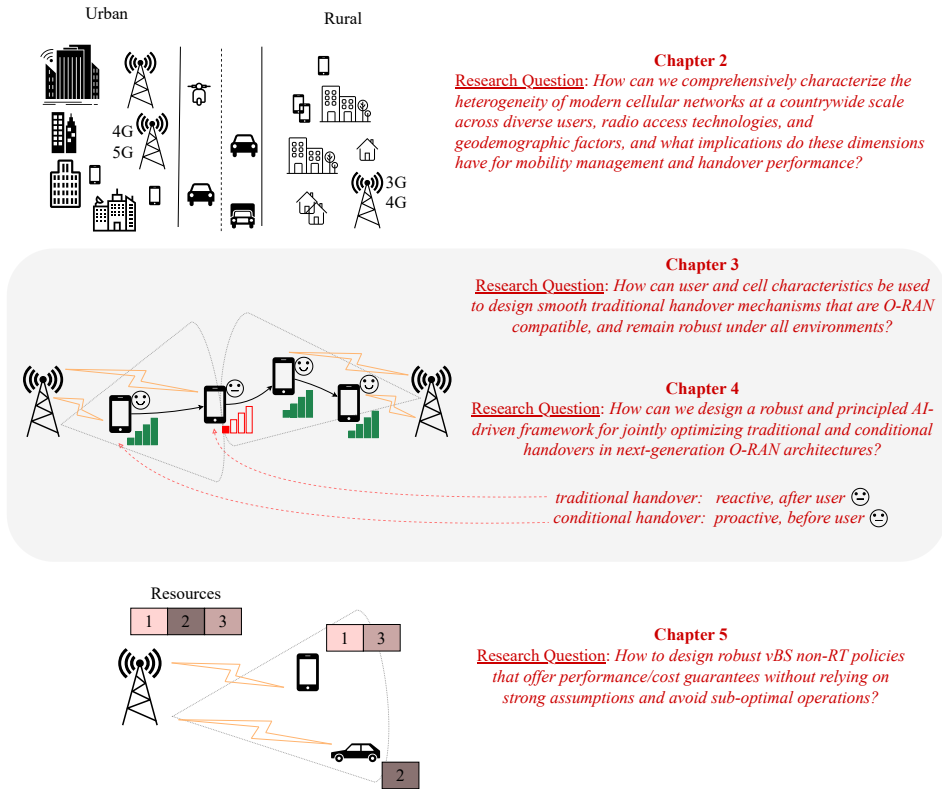 Urban
Rural
4G
5G
3G
4G
Chapter 2
Research Question: How can we comprehensively characterize the
heterogeneity of modern cellular networks at a countrywide scale
across diverse users, radio access technologies, and
geodemographic factors, and what implications do these dimensions
have for mobility management and handover performance?
Chapter 3
Research Question: How can user and cell characteristics be used
to design smooth traditional handover mechanisms that are O-RAN
compatible, and remain robust under all environments?
Chapter 4
Research Question: How can we design a robust and principled AI-
driven framework for jointly optimizing traditional and conditional
handovers in next-generation O-RAN architectures?
traditional handover: reactive, after user
conditional handover: proactive, before user
Resources
1 2 3
1 3
2
Chapter 5
Research Question: How to design robust vBS non-RT policies
that offer performance/cost guarantees without relying on
strong assumptions and avoid sub-optimal operations?